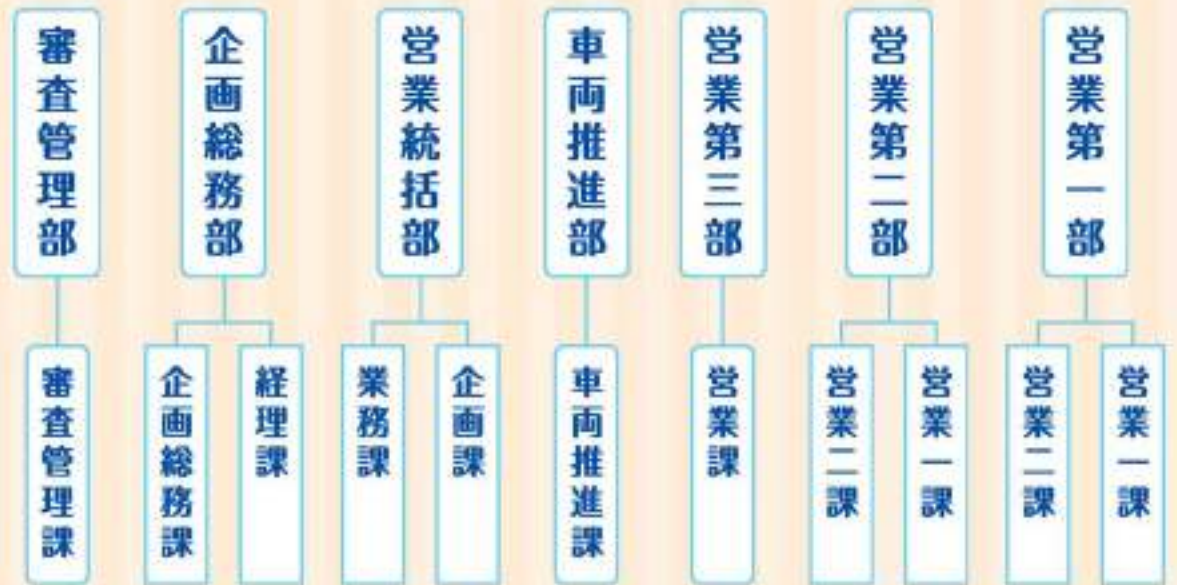 営業第一部
営業第二部
営業第三部
車両推進部
営業統括部
企画総務部
審査管理部
営業一課
営業二課
営業一課
営業二課
営業課
車両推進課
企画課
業務課
経理課
企画総務課
審査管理課